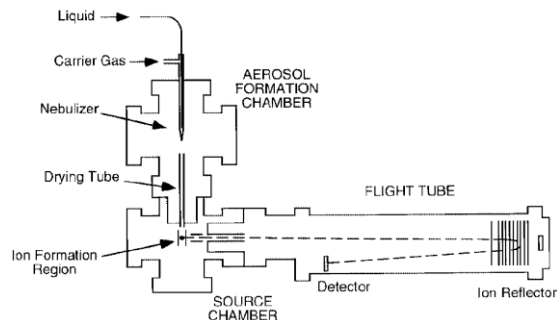 Liquid
Carrier Gas
AEROSOL
FORMATION
CHAMBER
Nebulizer
Drying Tube
FLIGHT TUBE
Ion Formation
Region
Detector
Ion Reflector
SOURCE
CHAMBER